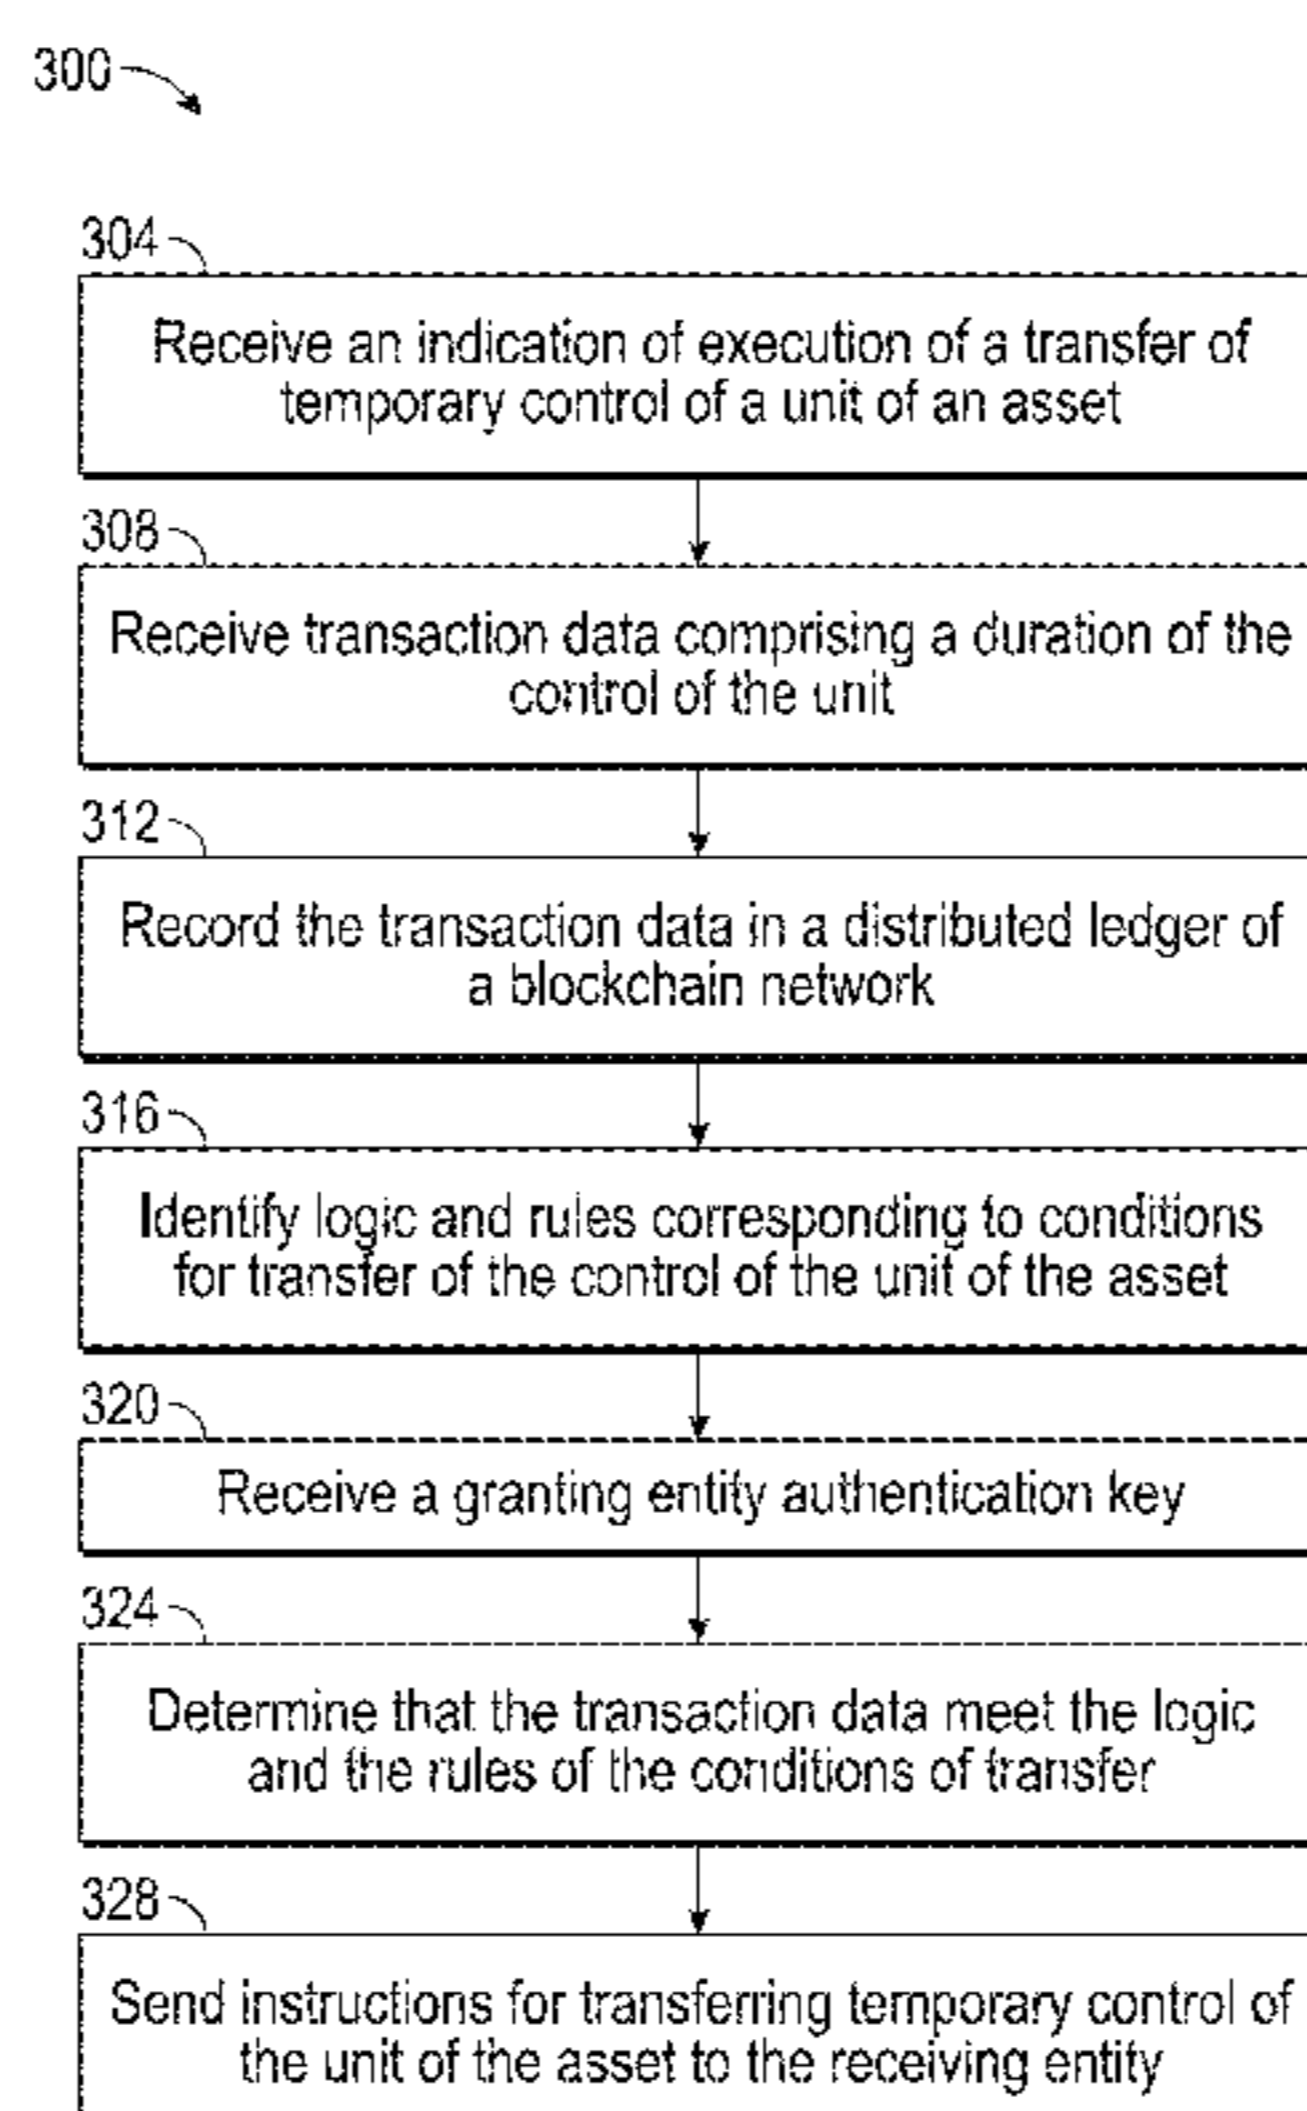 300
304
Receive an indication of execution of a transfer of
temporary control of a unit of an asset
308
Receive transaction data comprising a duration of the
control of the unit
312
Record the transaction data in a distributed ledger of
a blockchain network
316
Identify logic and rules corresponding to conditions
for transfer of the control of the unit of the asset
320
Receive a granting entity authentication key
324
Determine that the transaction data meet the logic
and the rules of the conditions of transfer
328
Send instructions for transferring temporary control of
the unit of the asset to the receiving entity